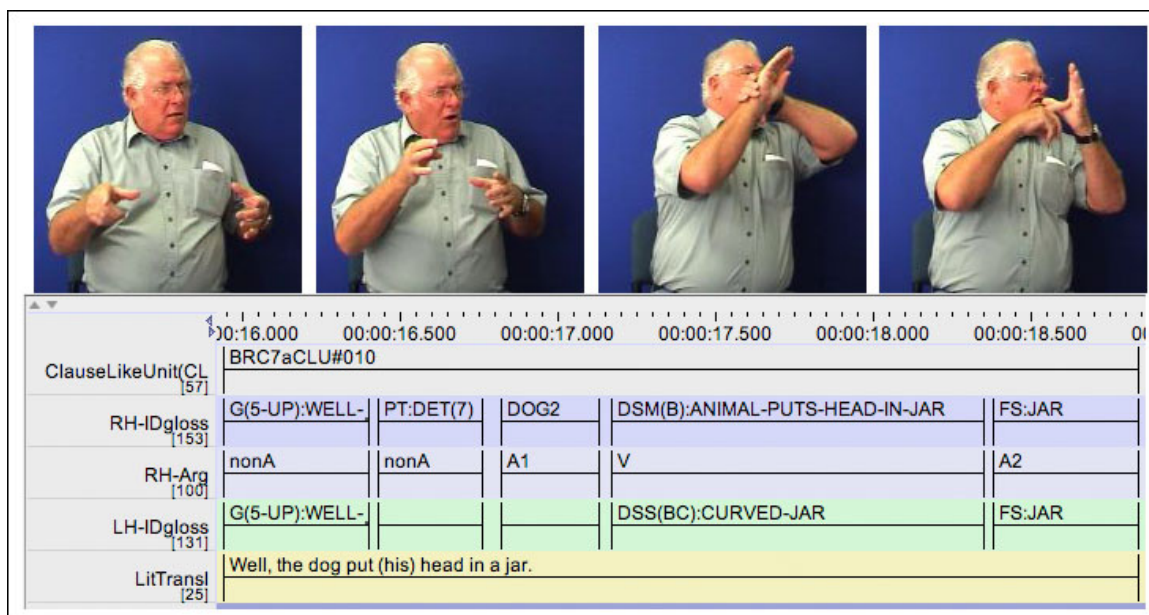 00:16.000 00:00:16.500 00:00:17.000 00:00:17.500 00:00:18.000 00:00:18.500
ClauseLikeUnit(CL [57] BRC7aCLU#010
RH-IDgloss [153] G(5-UP):WELL- PT:DET(7) DOG2 DSM(B):ANIMAL-PUTS-HEAD-IN-JAR FS:JAR
RH-Arg [100] nonA nonA A1 V A2
LH-IDgloss [131] G(5-UP):WELL- DSS(BC):CURVED-JAR FS:JAR
LitTransl [25] Well, the dog put (his) head in a jar.